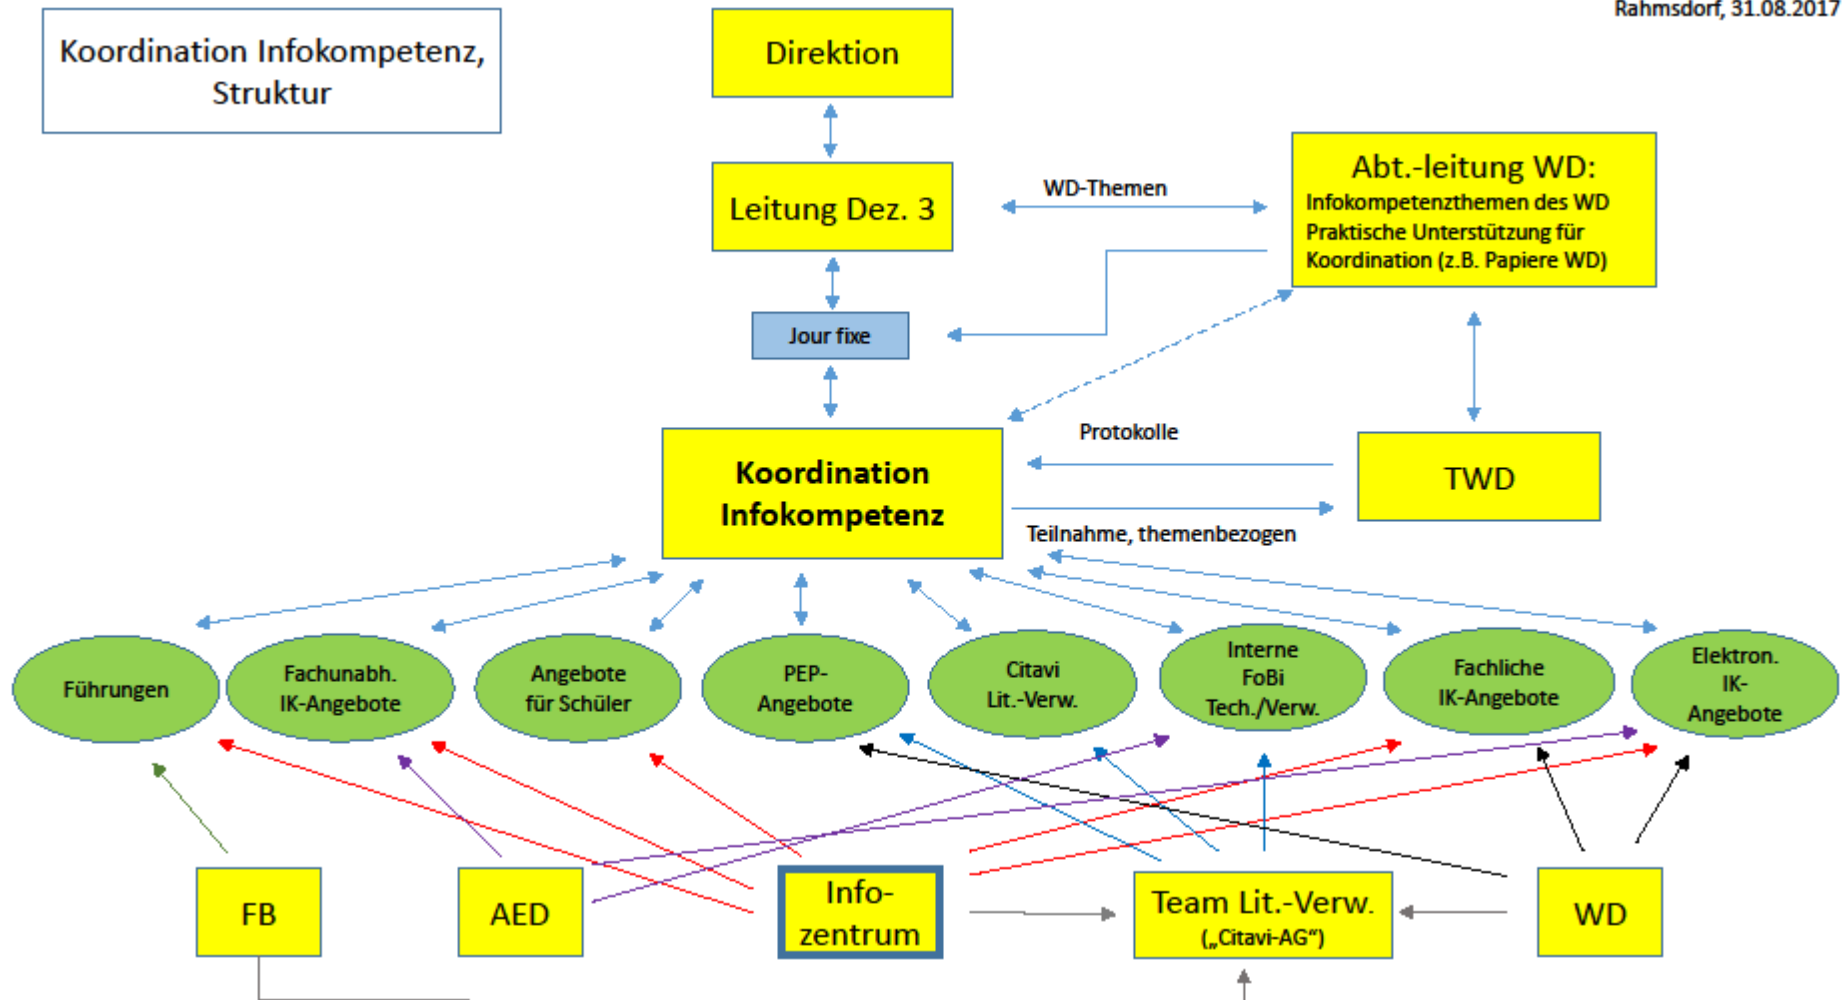 Rahmsdorf, 31.08.2017
Koordination Infokompetenz,
Struktur
Direktion
Leitung Dez. 3
WD-Themen
Abt.-leitung WD:
Infokompetenzthemen des WD
Praktische Unterstützung für
Koordination (z.B. Papiere WD)
Jour fixe
Koordination
Infokompetenz
Protokolle
TWD
Teilnahme, themenbezogen
Führungen
Fachunabh.
IK-Angebote
Angebote
für Schüler
PEP-
Angebote
Citavi
Lit.-Verw.
Interne
FoBi
Tech./Verw.
Fachliche
IK-Angebote
Elektron.
IK-
Angebote
FB
AED
Info-
zentrum
Team Lit.-Verw.
(„Citavi-AG“)
WD